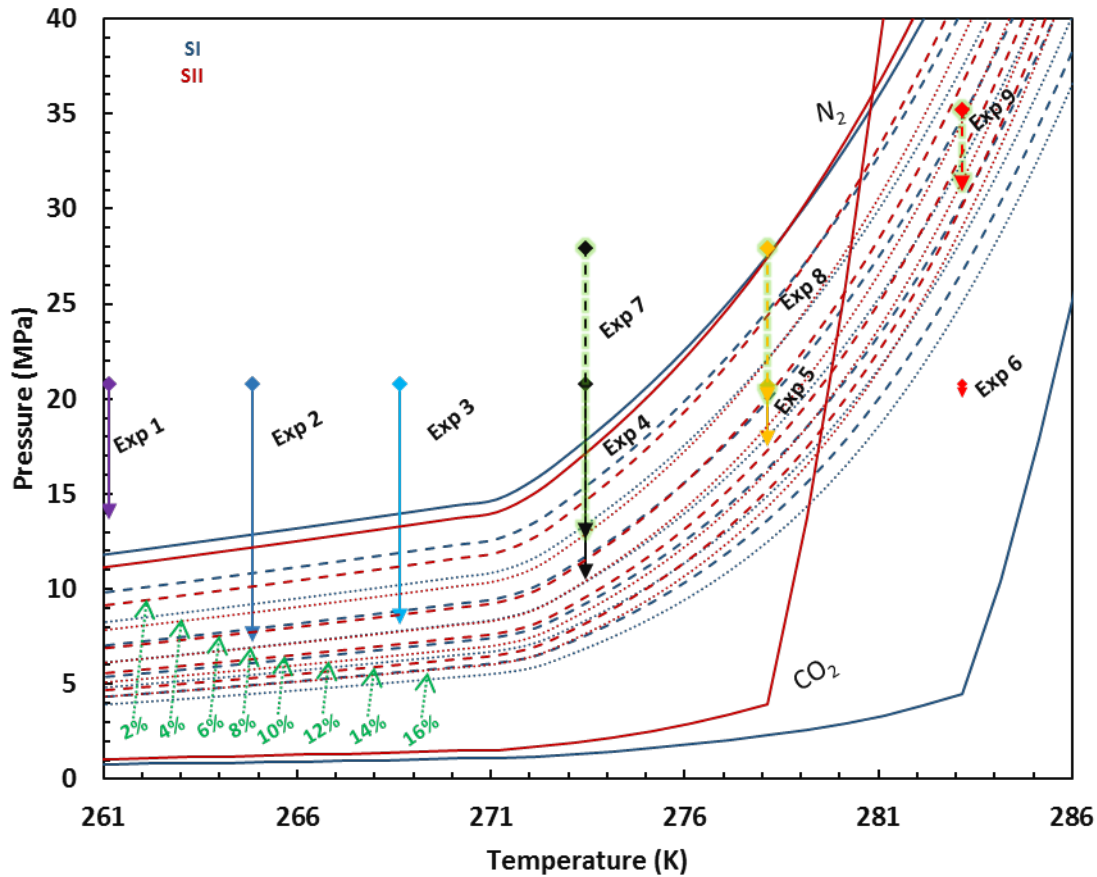 40
35
30
25
20
15
10
5
0
Pressure (MPa)
SI
SII
N2
Exp 9
Exp 8
Exp 7
Exp 6
Exp 5
Exp 4
Exp 3
Exp 2
Exp 1
CO2
2%
4%
6%
8%
10%
12%
14%
16%
261 266 271 276 281 286
Temperature (K)